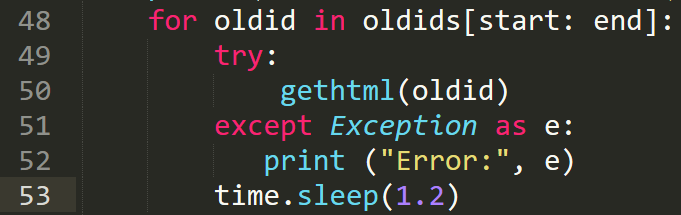 48 for oldid in oldids[start: end]:
49 try:
50 gethtml(oldid)
51 except Exception as e:
52 print ("Error:", e)
53 time.sleep(1.2)